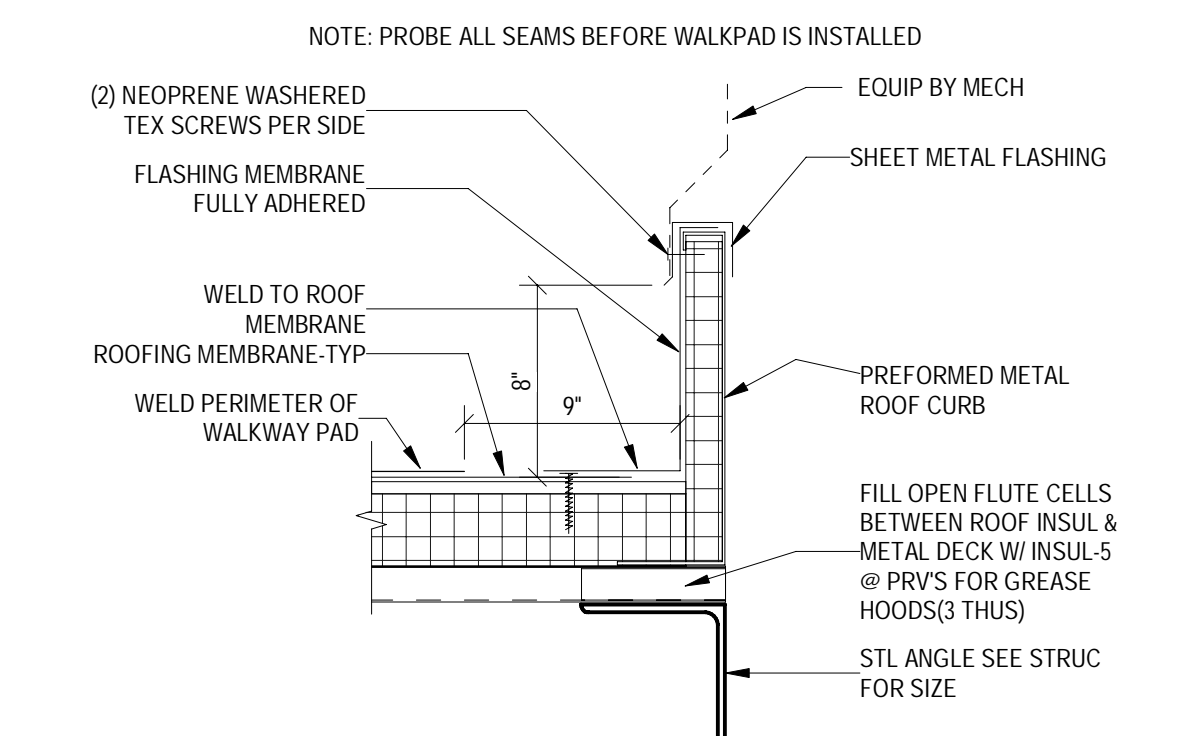 NOTE: PROBE ALL SEAMS BEFORE WALKPAD IS INSTALLED
(2) NEOPRENE WASHERED
TEX SCREWS PER SIDE
FLASHING MEMBRANE
FULLY ADHERED
WELD TO ROOF
MEMBRANE
ROOFING MEMBRANE-TYP
WELD PERIMETER OF
WALKWAY PAD
8"
9"
EQUIP BY MECH
SHEET METAL FLASHING
PREFORMED METAL
ROOF CURB
FILL OPEN FLUTE CELLS
BETWEEN ROOF INSUL &
METAL DECK W/ INSUL-5
@ PRV'S FOR GREASE
HOODS(3 THUS)
STL ANGLE SEE STRUC
FOR SIZE